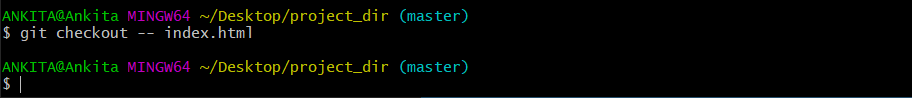 ANKITA@Ankita MINGW64 ~/Desktop/project_dir (master)
$ git checkout -- index.html
ANKITA@Ankita MINGW64 ~/Desktop/project_dir (master)
$